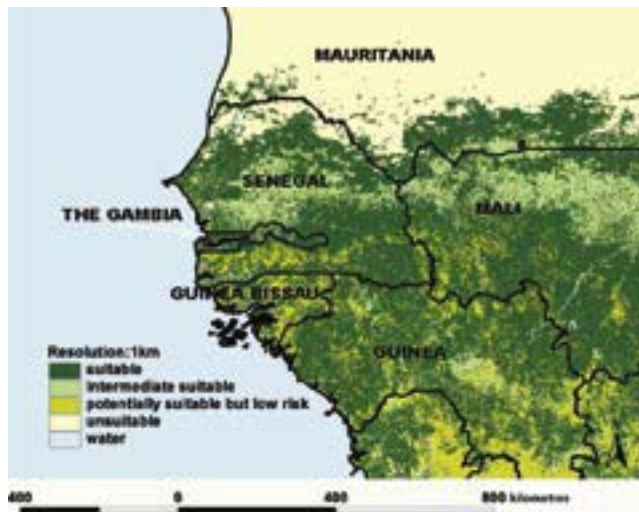 MAURITANIA
SENEGAL
THE GAMBIA
MALI
GUINEA BISSAU
GUINEA
Resolution:1km
suitable
intermediate suitable
potentially suitable but low risk
unsuitable
water
400 0 400 800 kilometres